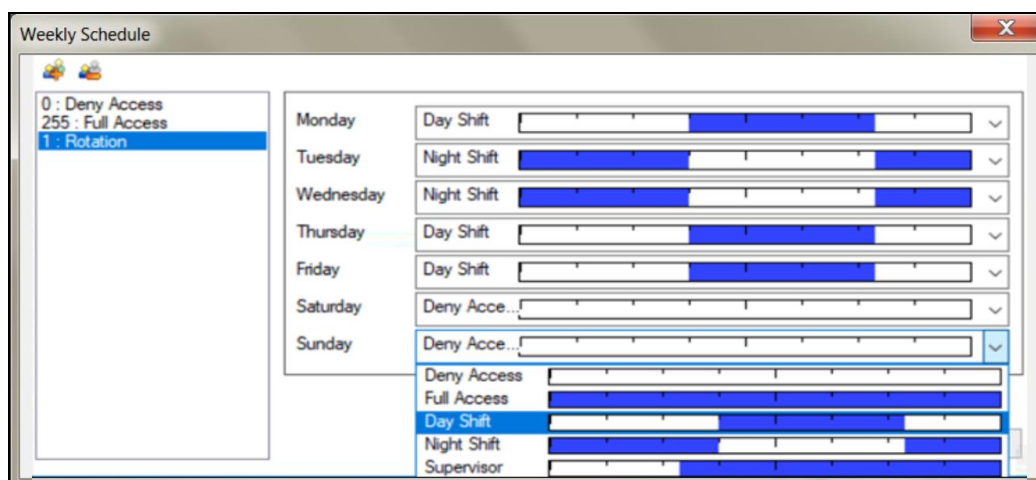 Weekly Schedule
X
0 : Deny Access
255 : Full Access
1 : Rotation
Monday Day Shift
Tuesday Night Shift
Wednesday Night Shift
Thursday Day Shift
Friday Day Shift
Saturday Deny Acce...
Sunday Deny Acce...
Deny Access
Full Access
Day Shift
Night Shift
Supervisor